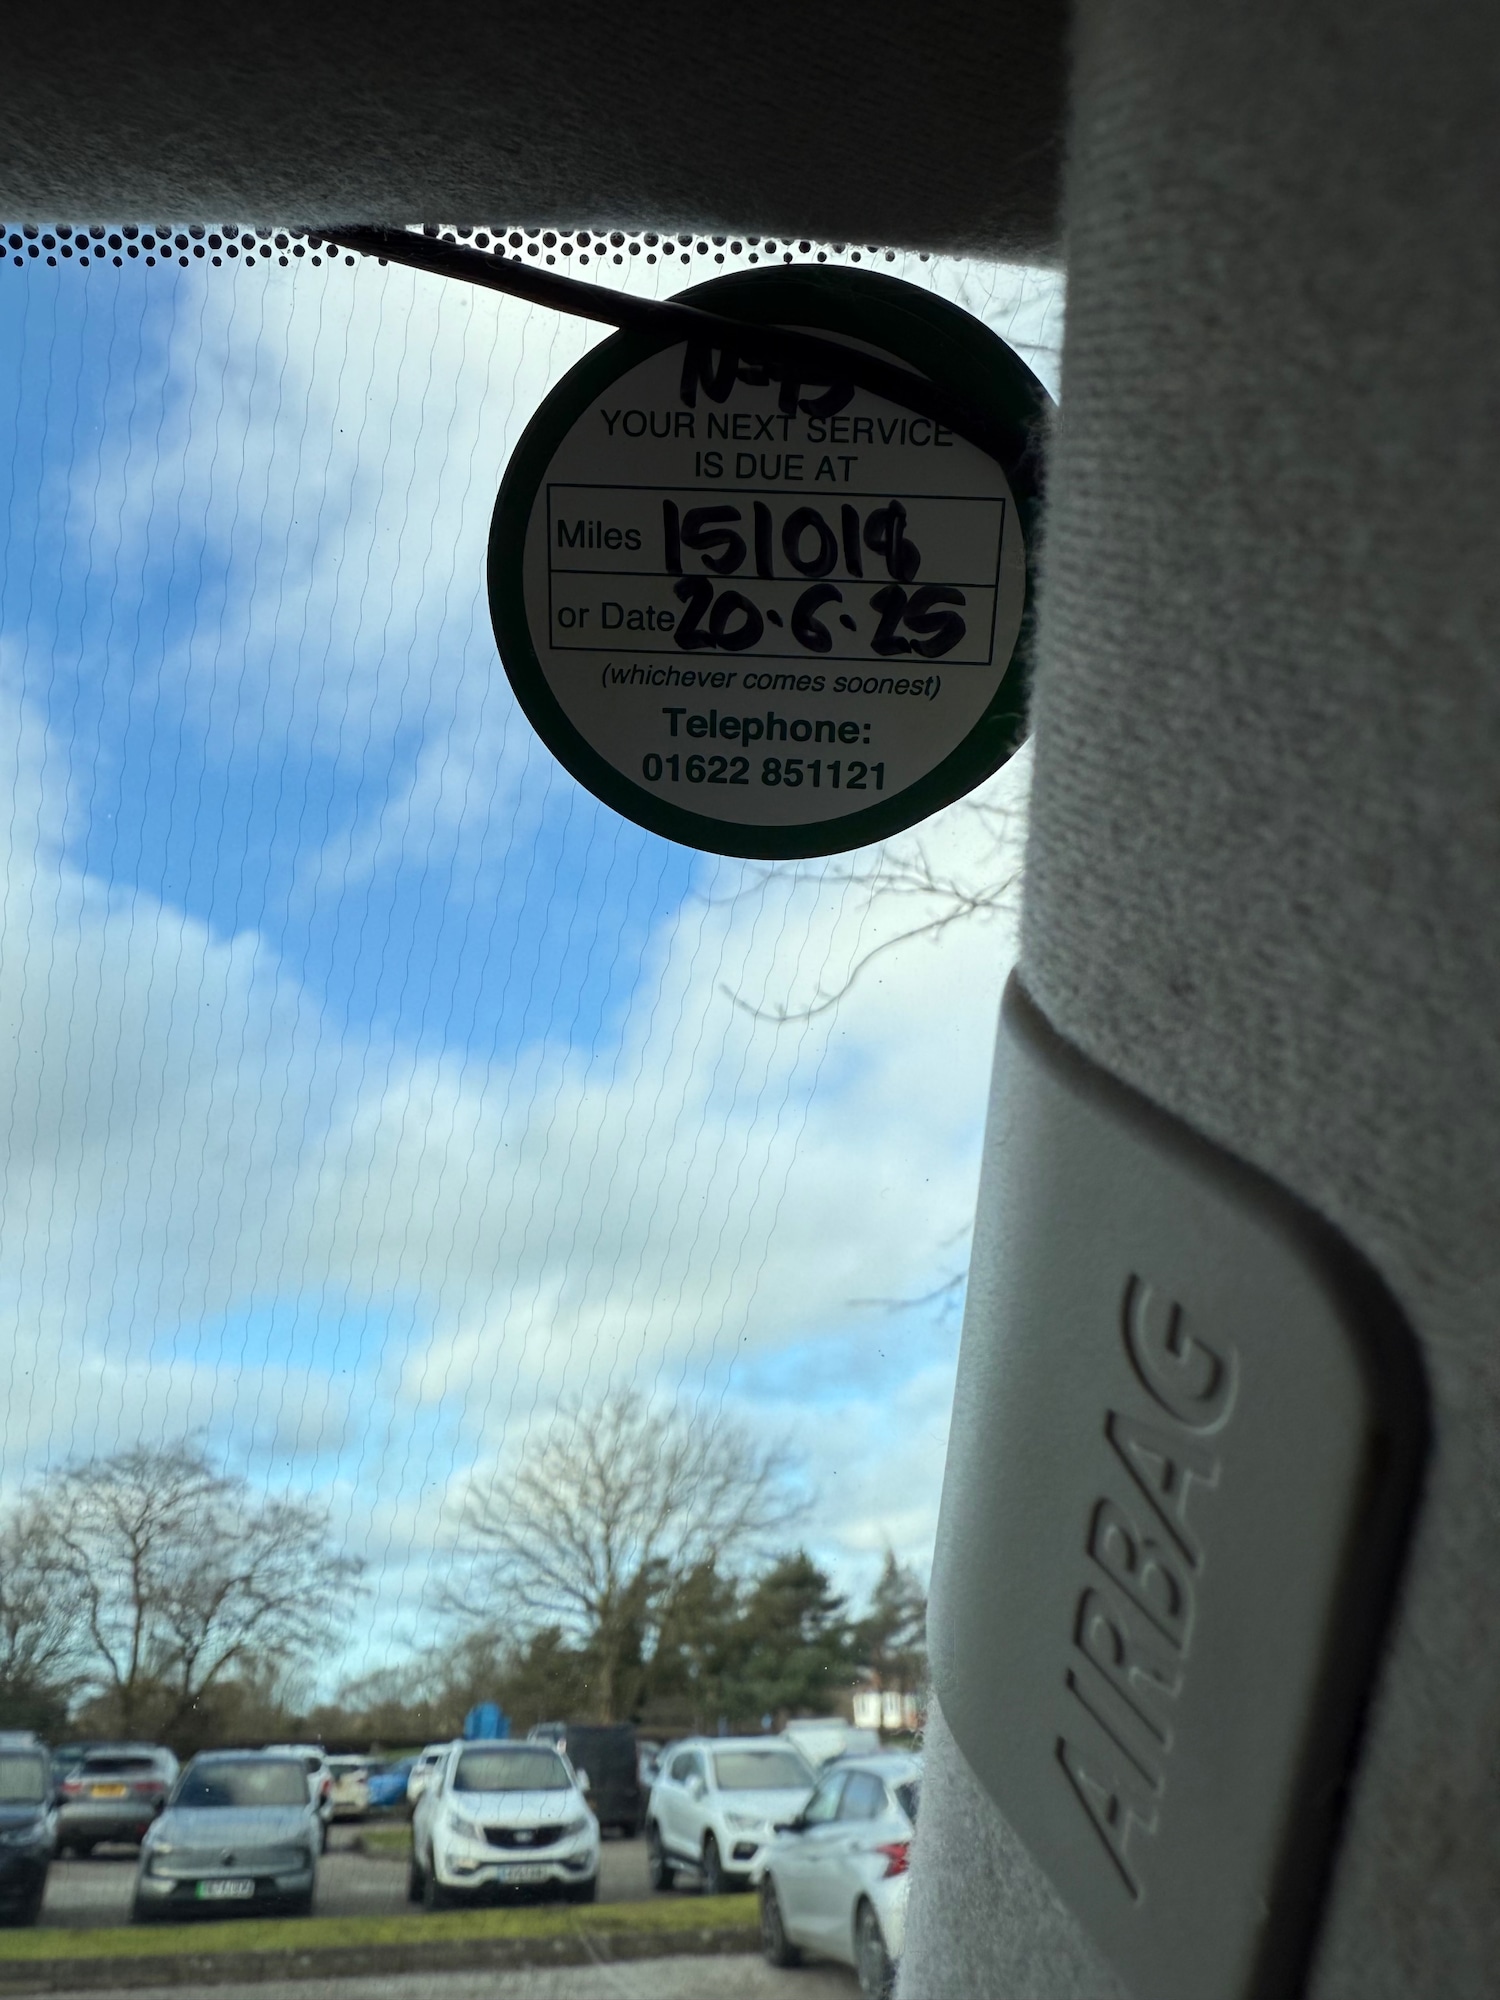 YOUR NEXT SERVICE
IS DUE AT
Miles 151018
or Date 20.6.25
(whichever comes soonest)
Telephone:
01622 851121
AIRBAG